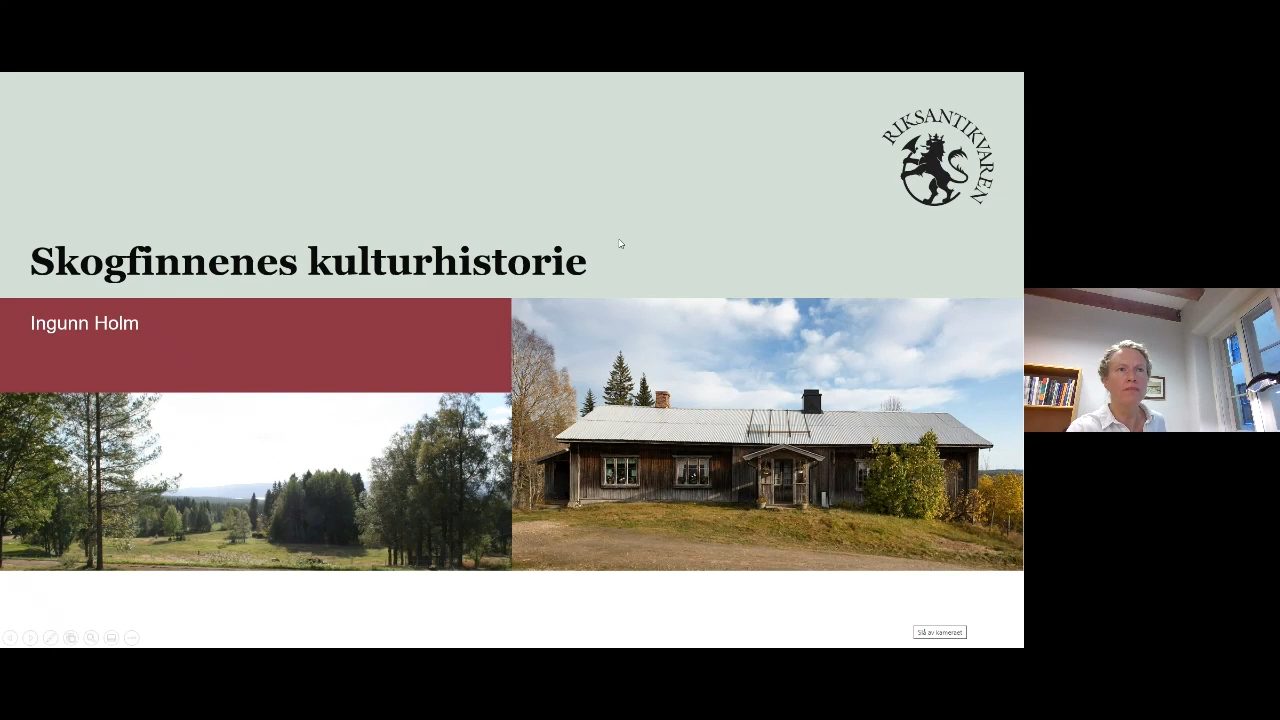 RIKSANTIKVAREN
Skogfinnenes kulturhistorie
Ingunn Holm
Slå av kameraet